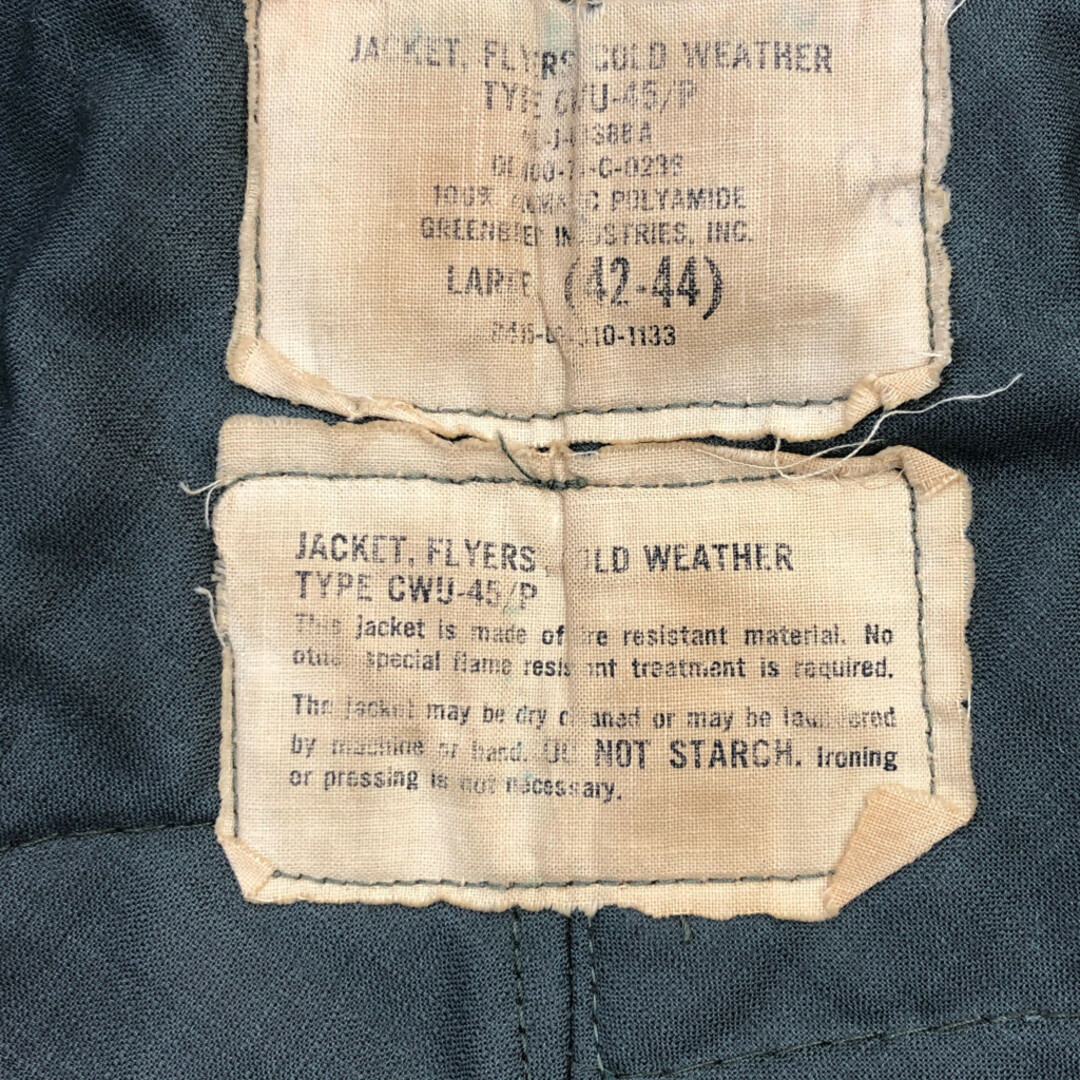 JACKET, FLYERS COLD WEATHER
TYPE CWU-45/P
100% POLYAMIDE
INDUSTRIES, INC.
LARGE (42-44)
JACKET, FLYERS, COLD WEATHER
TYPE CWU-45/P
This jacket is made of fire resistant material. No
other special flame resistant treatment is required.
The jacket may be dry cleaned or may be laundered
by machine or hand. DO NOT STARCH. Ironing
or pressing is not necessary.